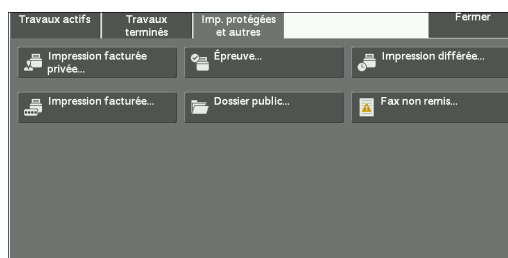 Travaux actifs
Travaux
terminés
Imp. protégées
et autres
Fermer
Impression facturée
privée...
Épreuve...
Impression différée...
Impression facturée...
Dossier public...
Fax non remis...